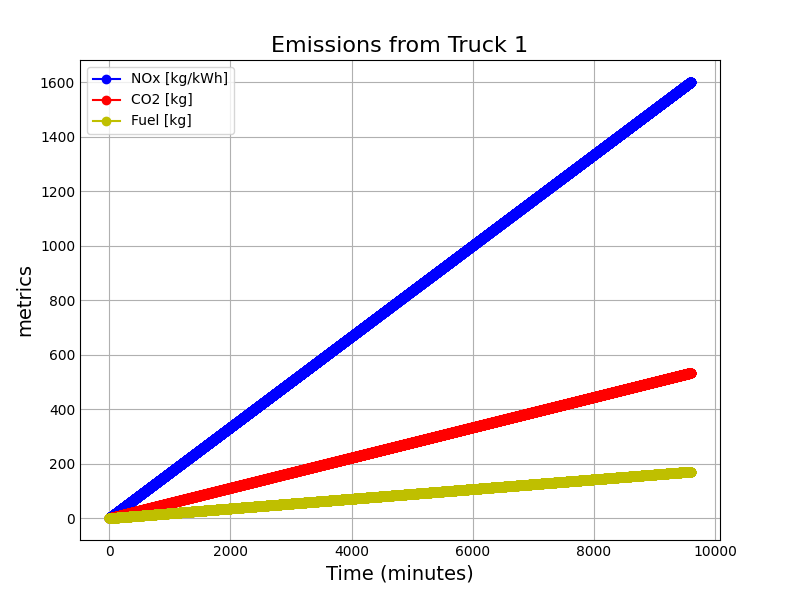 Emissions from Truck 1
NOx [kg/kWh]
CO2 [kg]
Fuel [kg]
metrics
1600
1400
1200
1000
800
600
400
200
0
0 2000 4000 6000 8000 10000
Time (minutes)